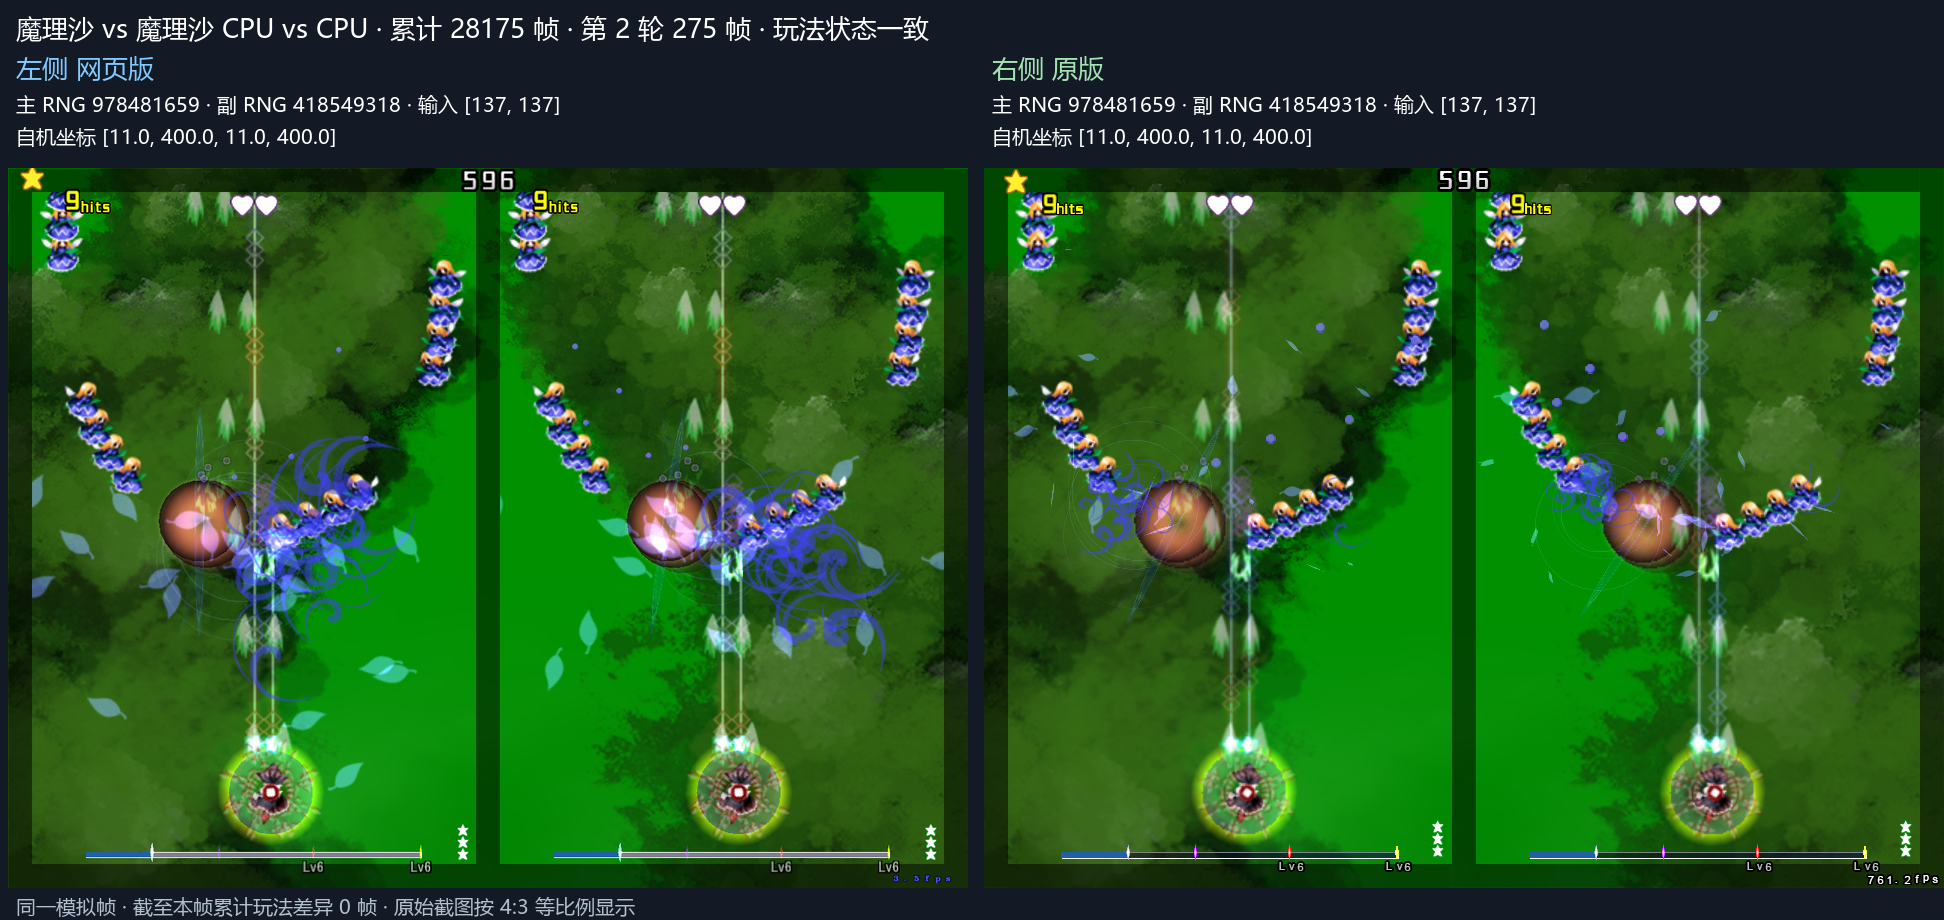 魔理沙 vs 魔理沙 CPU vs CPU · 累计 28175 帧 · 第 2 轮 275 帧 · 玩法状态一致
左侧 网页版
主 RNG 978481659 · 副 RNG 418549318 · 输入 [137, 137]
自机坐标 [11.0, 400.0, 11.0, 400.0]
右侧 原版
主 RNG 978481659 · 副 RNG 418549318 · 输入 [137, 137]
自机坐标 [11.0, 400.0, 11.0, 400.0]
596
9hits
9hits
Lv6
Lv6
Lv6
Lv6
3.5fps
596
9hits
9hits
Lv6
Lv6
Lv6
Lv6
761.2fps
同一模拟帧 · 截至本帧累计玩法差异 0 帧 · 原始截图按 4:3 等比例显示